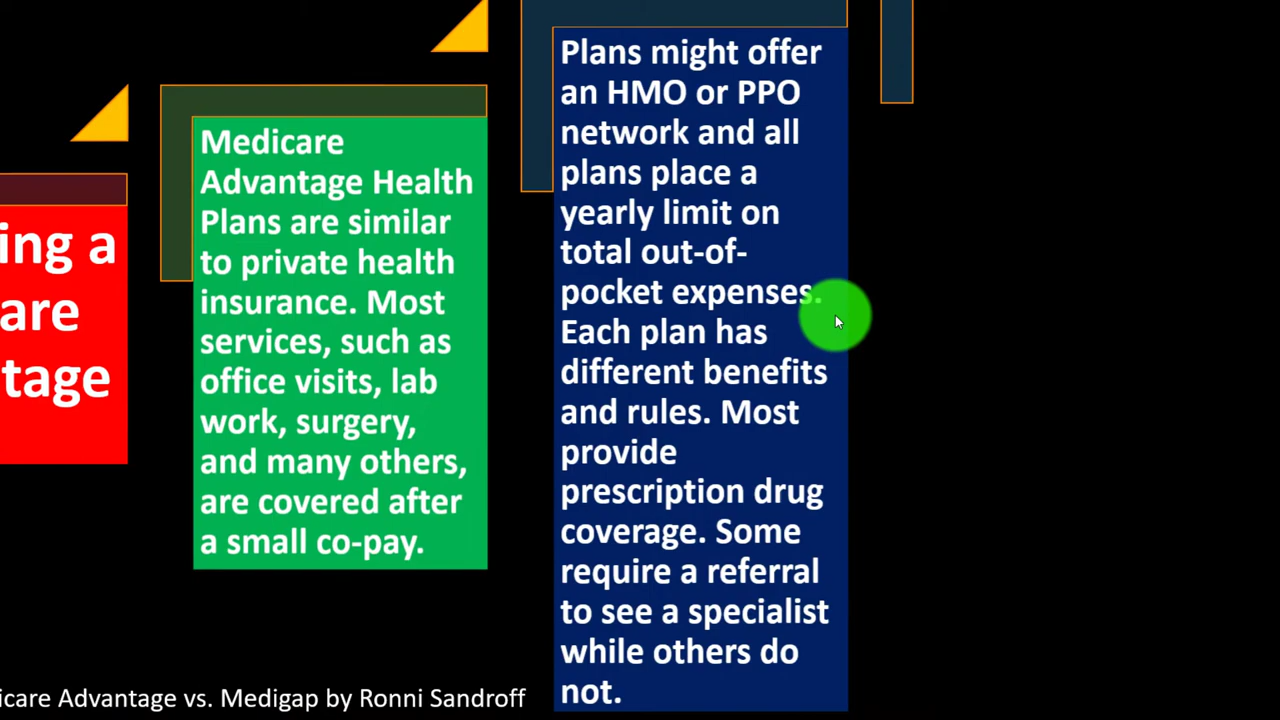 ing a
are
tage
Medicare
Advantage Health
Plans are similar
to private health
insurance. Most
services, such as
office visits, lab
work, surgery,
and many others,
are covered after
a small co-pay.
Plans might offer
an HMO or PPO
network and all
plans place a
yearly limit on
total out-of-
pocket expenses.
Each plan has
different benefits
and rules. Most
provide
prescription drug
coverage. Some
require a referral
to see a specialist
while others do
not.
icare Advantage vs. Medigap by Ronni Sandroff